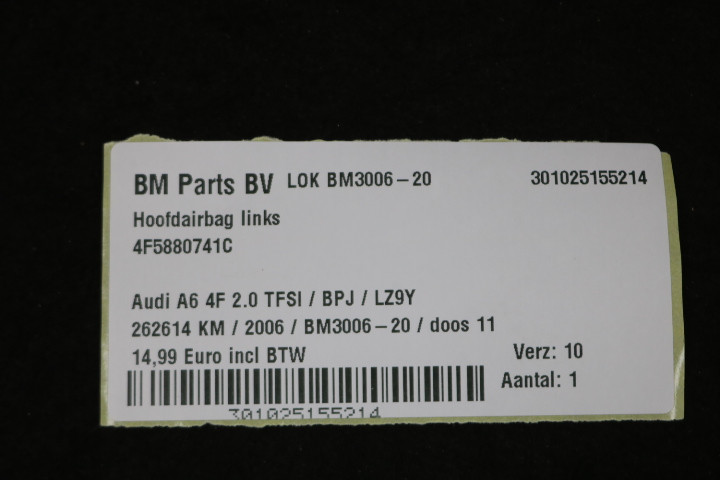 BM Parts BV LOK BM3006-20 301025155214
Hoofdairbag links
4F5880741C
Audi A6 4F 2.0 TFSI / BPJ / LZ9Y
262614 KM / 2006 / BM3006-20 / doos 11
14,99 Euro incl BTW Verz: 10
Aantal: 1
301025155214